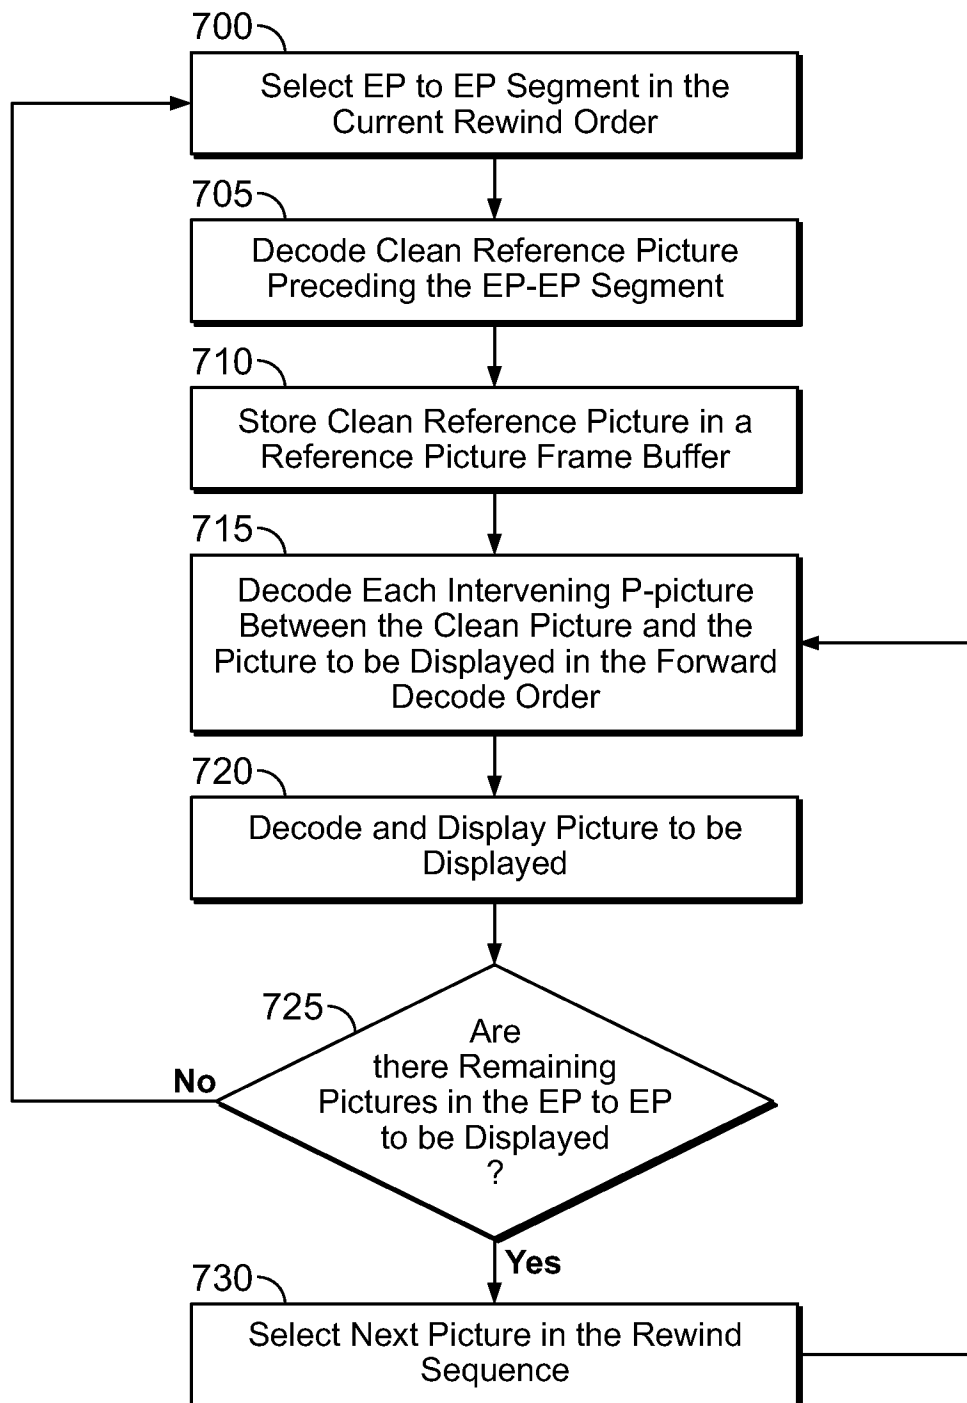 700
Select EP to EP Segment in the
Current Rewind Order
705
Decode Clean Reference Picture
Preceding the EP-EP Segment
710
Store Clean Reference Picture in a
Reference Picture Frame Buffer
715
Decode Each Intervening P-picture
Between the Clean Picture and the
Picture to be Displayed in the Forward
Decode Order
720
Decode and Display Picture to be
Displayed
725
Are
there Remaining
Pictures in the EP to EP
to be Displayed
?
No
Yes
730
Select Next Picture in the Rewind
Sequence